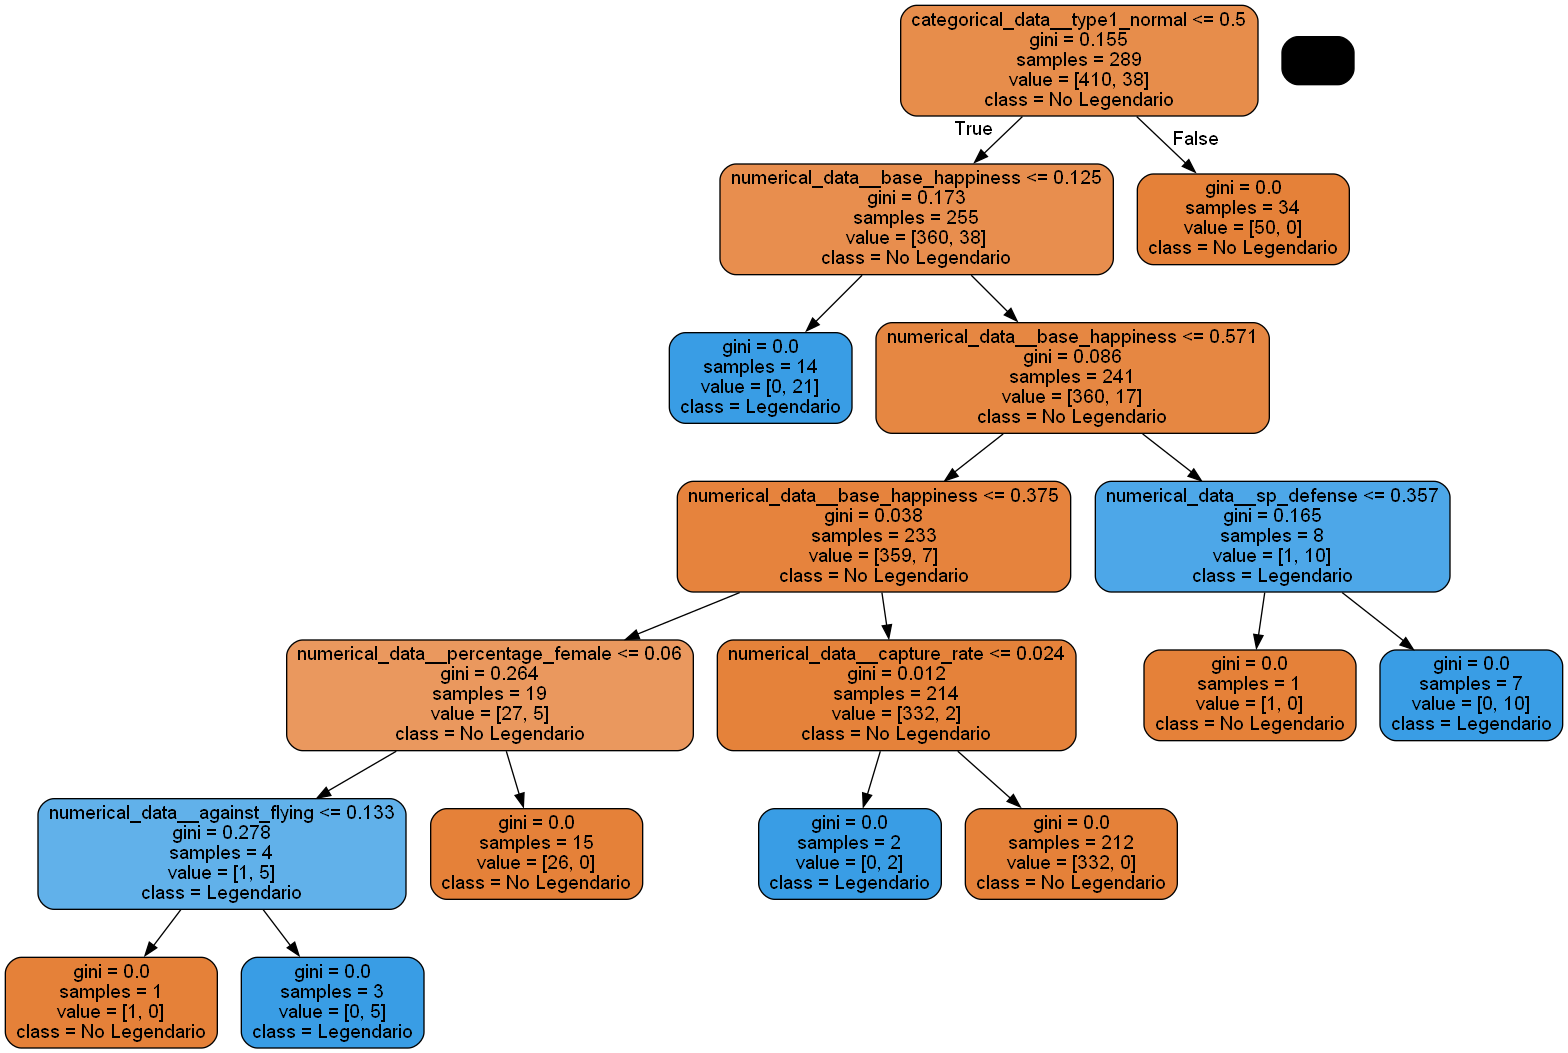 categorical_data__type1_normal <= 0.5
gini = 0.155
samples = 289
value = [410, 38]
class = No Legendario
True
False
numerical_data__base_happiness <= 0.125
gini = 0.173
samples = 255
value = [360, 38]
class = No Legendario
gini = 0.0
samples = 34
value = [50, 0]
class = No Legendario
gini = 0.0
samples = 14
value = [0, 21]
class = Legendario
numerical_data__base_happiness <= 0.571
gini = 0.086
samples = 241
value = [360, 17]
class = No Legendario
numerical_data__base_happiness <= 0.375
gini = 0.038
samples = 233
value = [359, 7]
class = No Legendario
numerical_data__sp_defense <= 0.357
gini = 0.165
samples = 8
value = [1, 10]
class = Legendario
numerical_data__percentage_female <= 0.06
gini = 0.264
samples = 19
value = [27, 5]
class = No Legendario
numerical_data__capture_rate <= 0.024
gini = 0.012
samples = 214
value = [332, 2]
class = No Legendario
gini = 0.0
samples = 1
value = [1, 0]
class = No Legendario
gini = 0.0
samples = 7
value = [0, 10]
class = Legendario
numerical_data__against_flying <= 0.133
gini = 0.278
samples = 4
value = [1, 5]
class = Legendario
gini = 0.0
samples = 15
value = [26, 0]
class = No Legendario
gini = 0.0
samples = 2
value = [0, 2]
class = Legendario
gini = 0.0
samples = 212
value = [332, 0]
class = No Legendario
gini = 0.0
samples = 1
value = [1, 0]
class = No Legendario
gini = 0.0
samples = 3
value = [0, 5]
class = Legendario